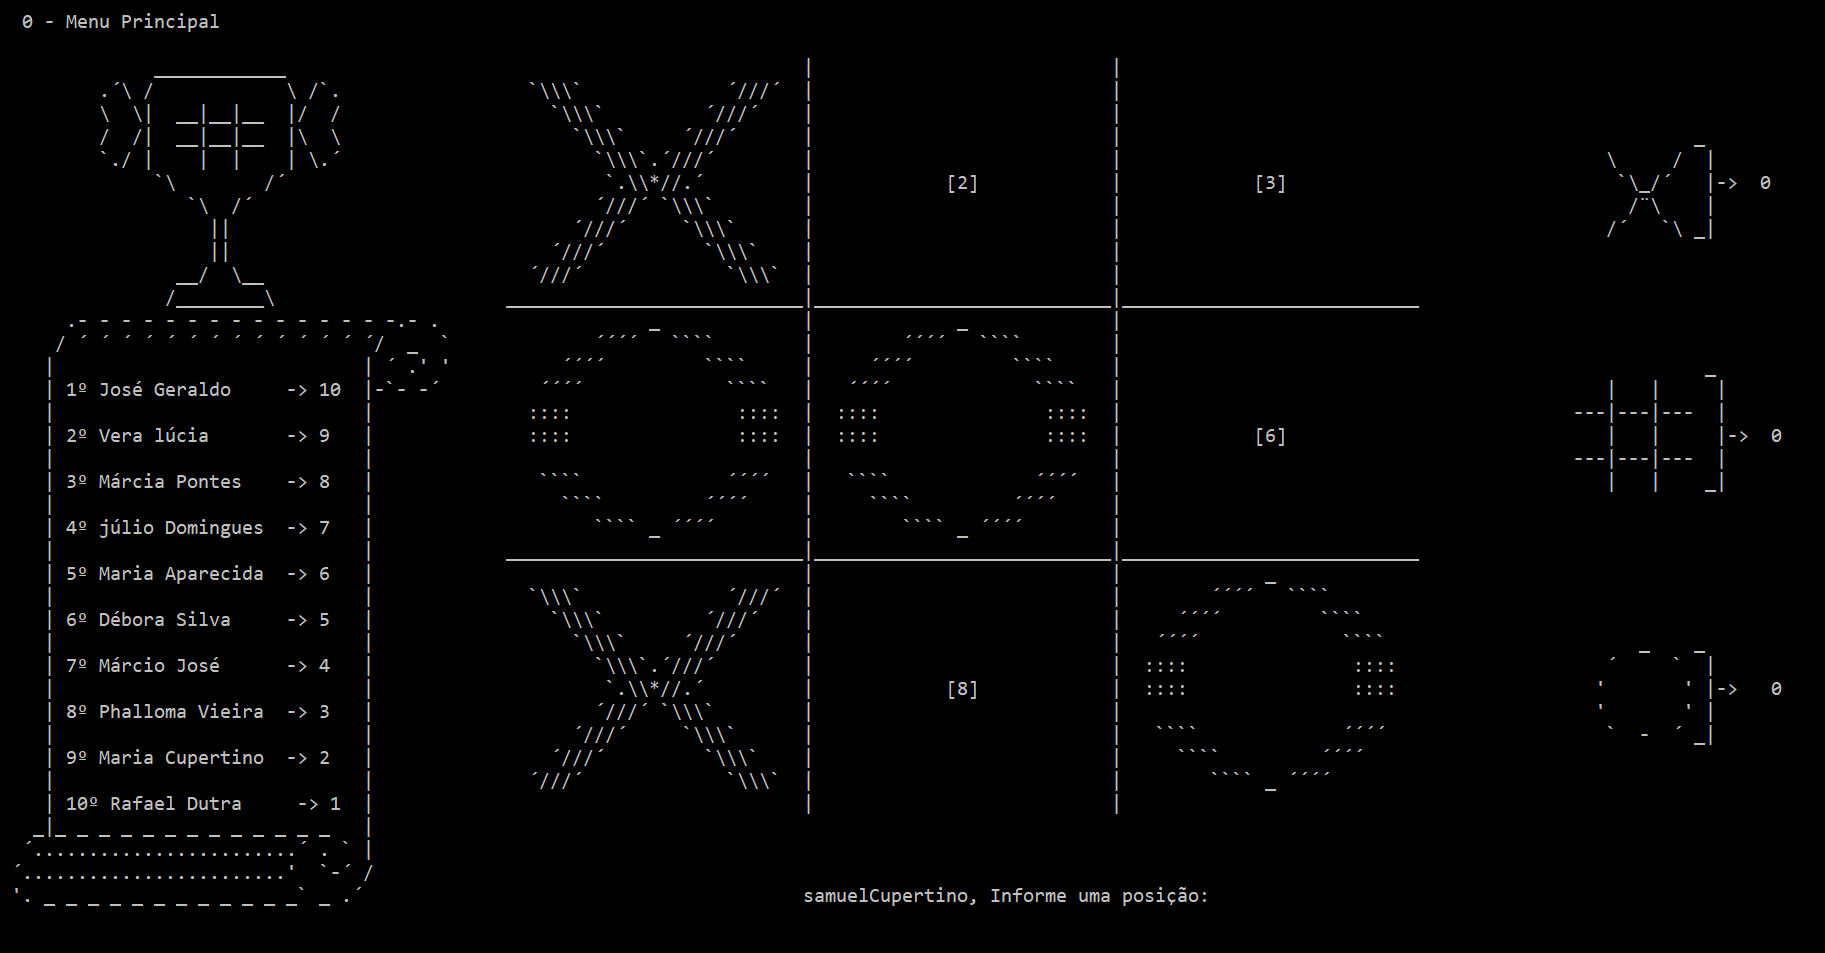 0 - Menu Principal
1º José Geraldo -> 10
2º Vera lúcia -> 9
3º Márcia Pontes -> 8
4º júlio Domingues -> 7
5º Maria Aparecida -> 6
6º Débora Silva -> 5
7º Márcio José -> 4
8º Phalloma Vieira -> 3
9º Maria Cupertino -> 2
10º Rafael Dutra -> 1
[2]
[3]
[6]
[8]
-> 0
-> 0
-> 0
samuelCupertino, Informe uma posição: